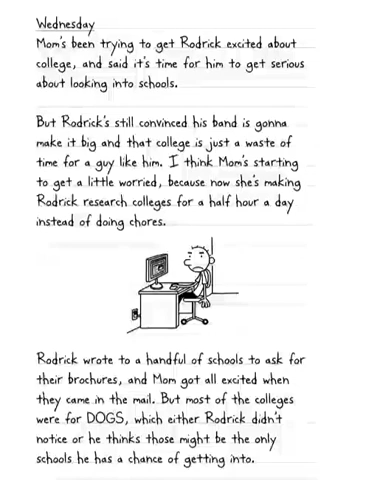 Wednesday
Mom's been trying to get Rodrick excited about
college, and said it's time for him to get serious
about looking into schools.
But Rodrick's still convinced his band is gonna
make it big and that college is just a waste of
time for a guy like him. I think Mom's starting
to get a little worried, because now she's making
Rodrick research colleges for a half hour a day
instead of doing chores.
Rodrick wrote to a handful of schools to ask for
their brochures, and Mom got all excited when
they came in the mail. But most of the colleges
were for DOGS, which either Rodrick didn't
notice or he thinks those might be the only
schools he has a chance of getting into.